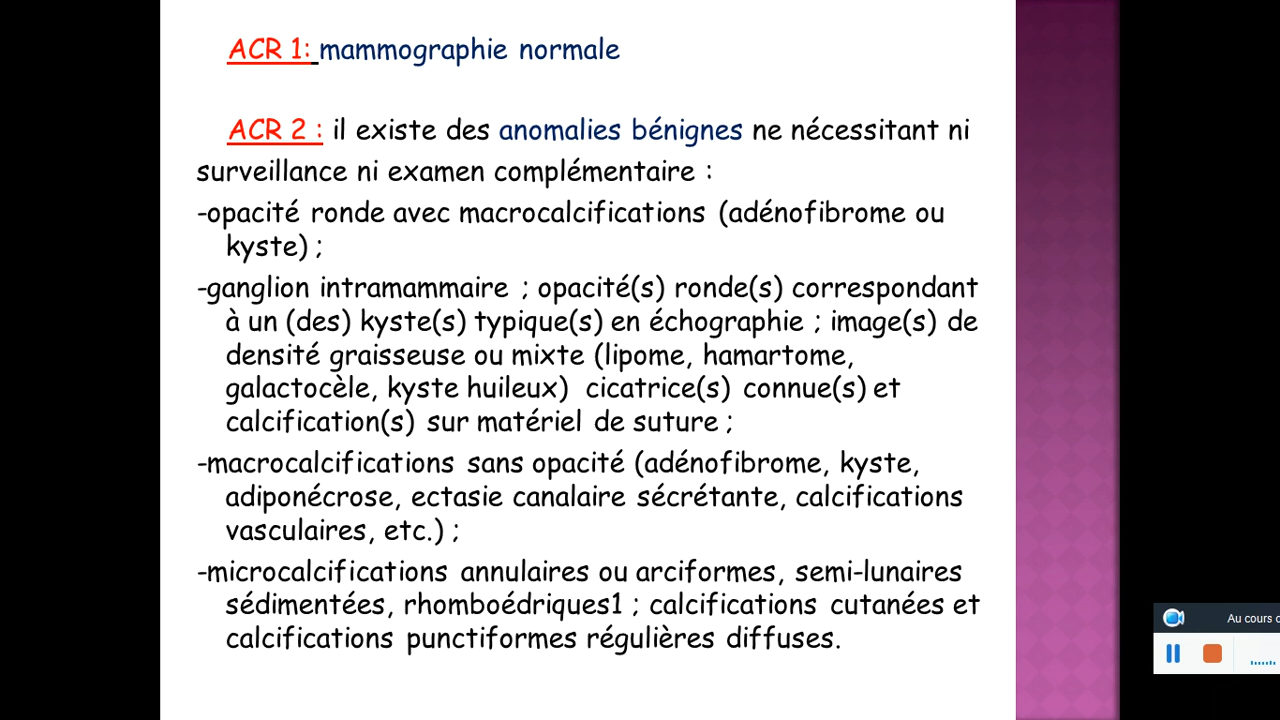 ACR 1: mammographie normale
ACR 2 : il existe des anomalies bénignes ne nécessitant ni
surveillance ni examen complémentaire :
-opacité ronde avec macrocalcifications (adénofibrome ou
kyste) ;
-ganglion intramammaire ; opacité(s) ronde(s) correspondant
à un (des) kyste(s) typique(s) en échographie ; image(s) de
densité graisseuse ou mixte (lipome, hamartome,
galactocèle, kyste huileux) cicatrice(s) connue(s) et
calcification(s) sur matériel de suture ;
-macrocalcifications sans opacité (adénofibrome, kyste,
adiponécrose, ectasie canalaire sécrétante, calcifications
vasculaires, etc.) ;
-microcalcifications annulaires ou arciformes, semi-lunaires
sédimentées, rhomboédriques1 ; calcifications cutanées et
calcifications punctiformes régulières diffuses.
Au cours